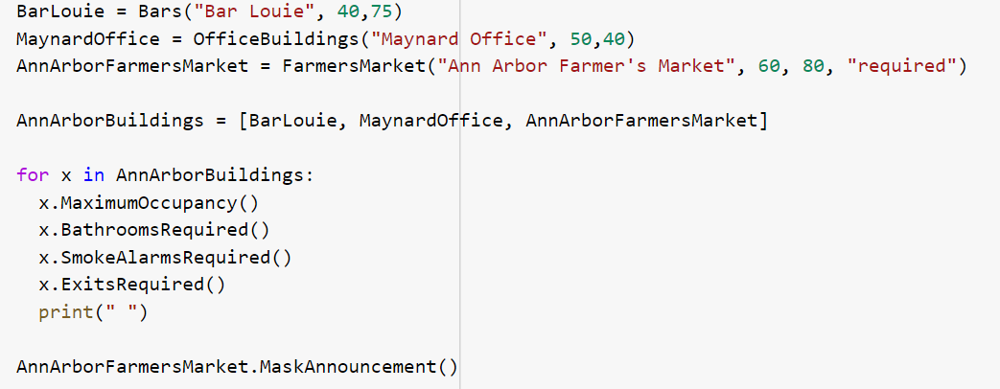 BarLouie = Bars("Bar Louie", 40,75)
MaynardOffice = OfficeBuildings("Maynard Office", 50,40)
AnnArborFarmersMarket = FarmersMarket("Ann Arbor Farmer's Market", 60, 80, "required")
AnnArborBuildings = [BarLouie, MaynardOffice, AnnArborFarmersMarket]
for x in AnnArborBuildings:
  x.MaximumOccupancy()
  x.BathroomsRequired()
  x.SmokeAlarmsRequired()
  x.ExitsRequired()
  print(" ")
AnnArborFarmersMarket.MaskAnnouncement()